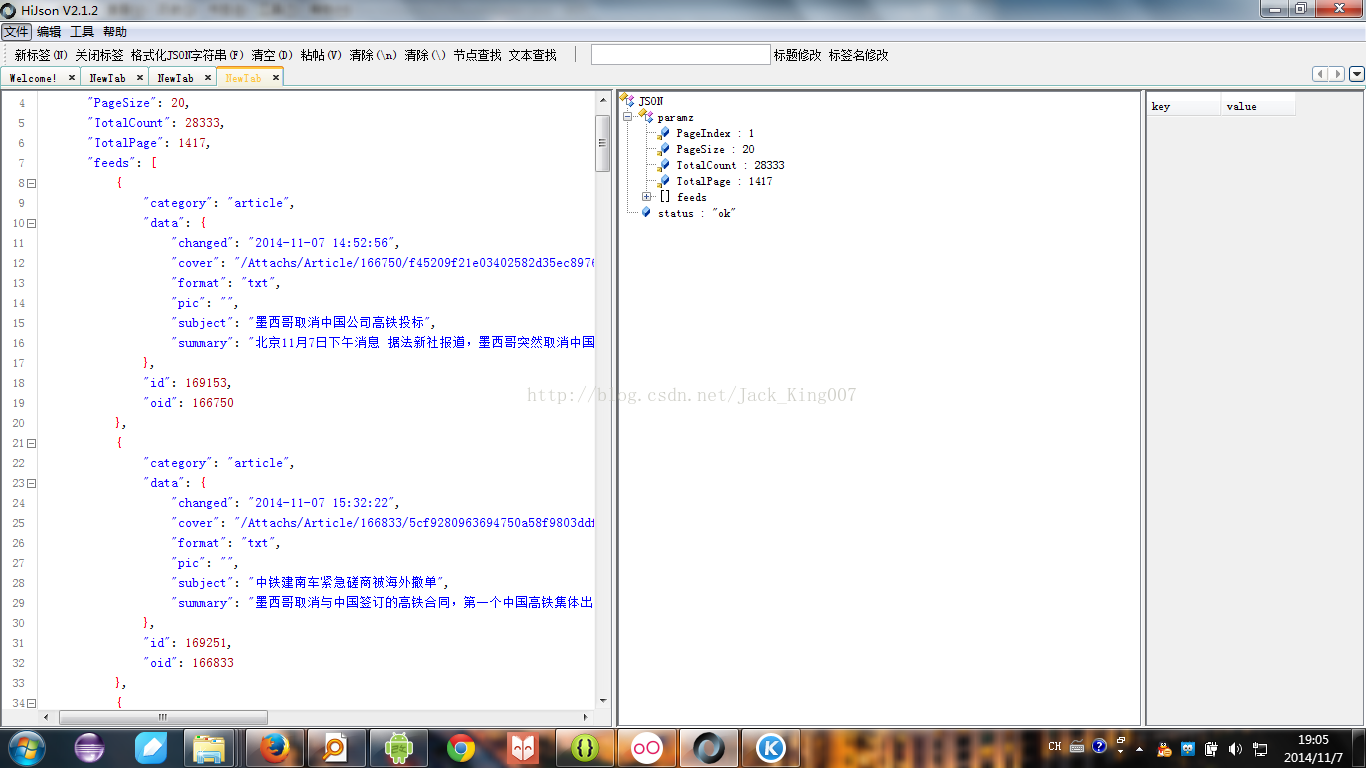 HiJson V2.1.2
文件 编辑 工具 帮助
新标签(N) 关闭标签 格式化JSON字符串(F) 清空(D) 粘帖(V) 清除(\n) 清除(\) 节点查找 文本查找 标题修改 标签名修改
Welcome! NewTab NewTab NewTab
4 "PageSize": 20,
5 "TotalCount": 28333,
6 "TotalPage": 1417,
7 "feeds": [
8 {
9 "category": "article",
10 "data": {
11 "changed": "2014-11-07 14:52:56",
12 "cover": "/Attachs/Article/166750/f45209f21e03402582d35ec8976
13 "format": "txt",
14 "pic": "",
15 "subject": "墨西哥取消中国公司高铁投标",
16 "summary": "北京11月7日下午消息 据法新社报道，墨西哥突然取消中国
17 },
18 "id": 169153,
19 "oid": 166750
20 },
21 {
22 "category": "article",
23 "data": {
24 "changed": "2014-11-07 15:32:22",
25 "cover": "/Attachs/Article/166833/5cf9280963694750a58f9803ddf
26 "format": "txt",
27 "pic": "",
28 "subject": "中铁建南车紧急磋商被海外撤单",
29 "summary": "墨西哥取消与中国签订的高铁合同，第一个中国高铁集体出
30 },
31 "id": 169251,
32 "oid": 166833
33 },
34 {
JSON
paramz
PageIndex : 1
PageSize : 20
TotalCount : 28333
TotalPage : 1417
[] feeds
status : "ok"
key value
http://blog.csdn.net/Jack_King007
CH
19:05
2014/11/7